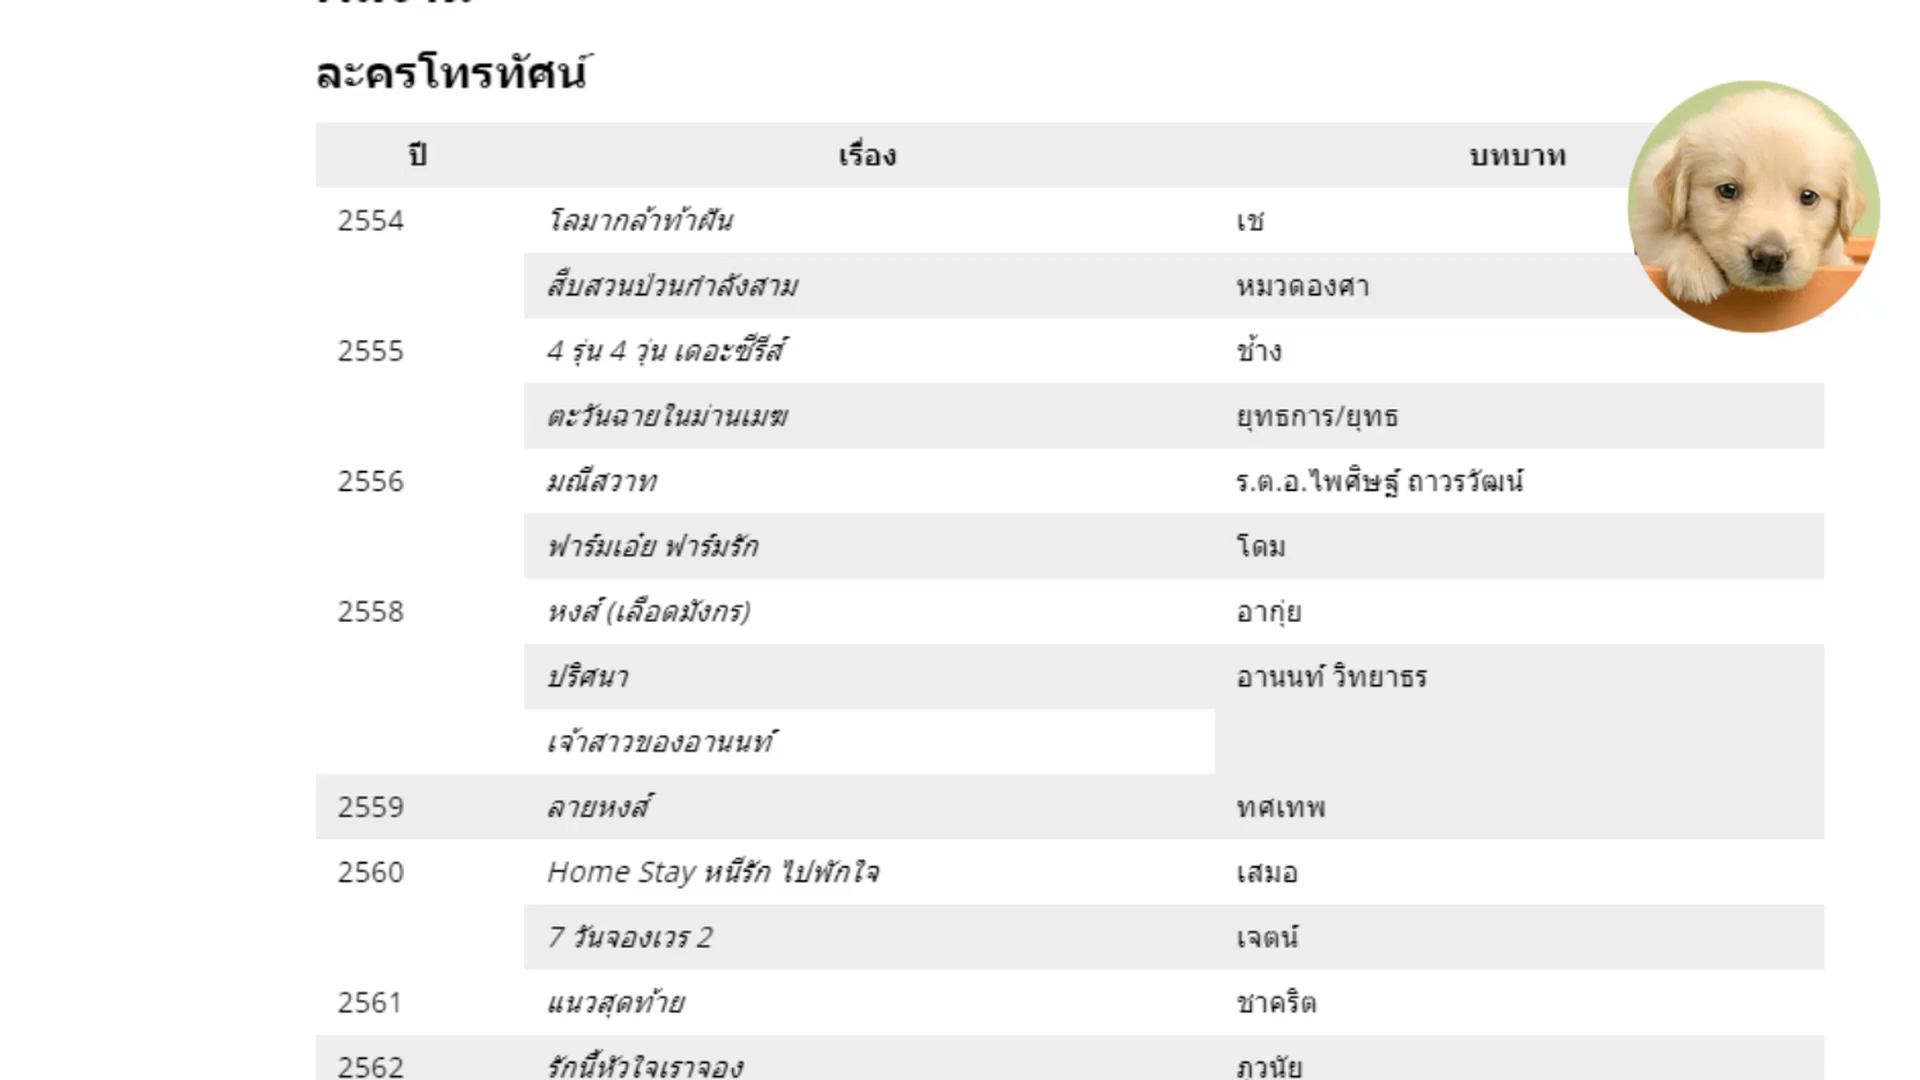 ละครโทรทัศน์
ปี เรื่อง บทบาท
2554 โลมากล้าท้าฝัน เช
สืบสวนป่วนกำลังสาม หมวดองศา
2555 4 รุ่น 4 วุ่น เดอะซีรีส์ ช้าง
ตะวันฉายในม่านเมฆ ยุทธการ/ยุทธ
2556 มณีสวาท ร.ต.อ.ไพศิษฐ์ ถาวรวัฒน์
ฟาร์มเอ๋ย ฟาร์มรัก โดม
2558 หงส์ (เลือดมังกร) อากุ่ย
ปริศนา อานนท์ วิทยาธร
เจ้าสาวของอานนท์
2559 ลายหงส์ ทศเทพ
2560 Home Stay หนีรัก ไปพักใจ เสมอ
7 วันจองเวร 2 เจตน์
2561 แนวสุดท้าย ชาคริต
2562 รักนี้หัวใจเราจอง ภูวนัย